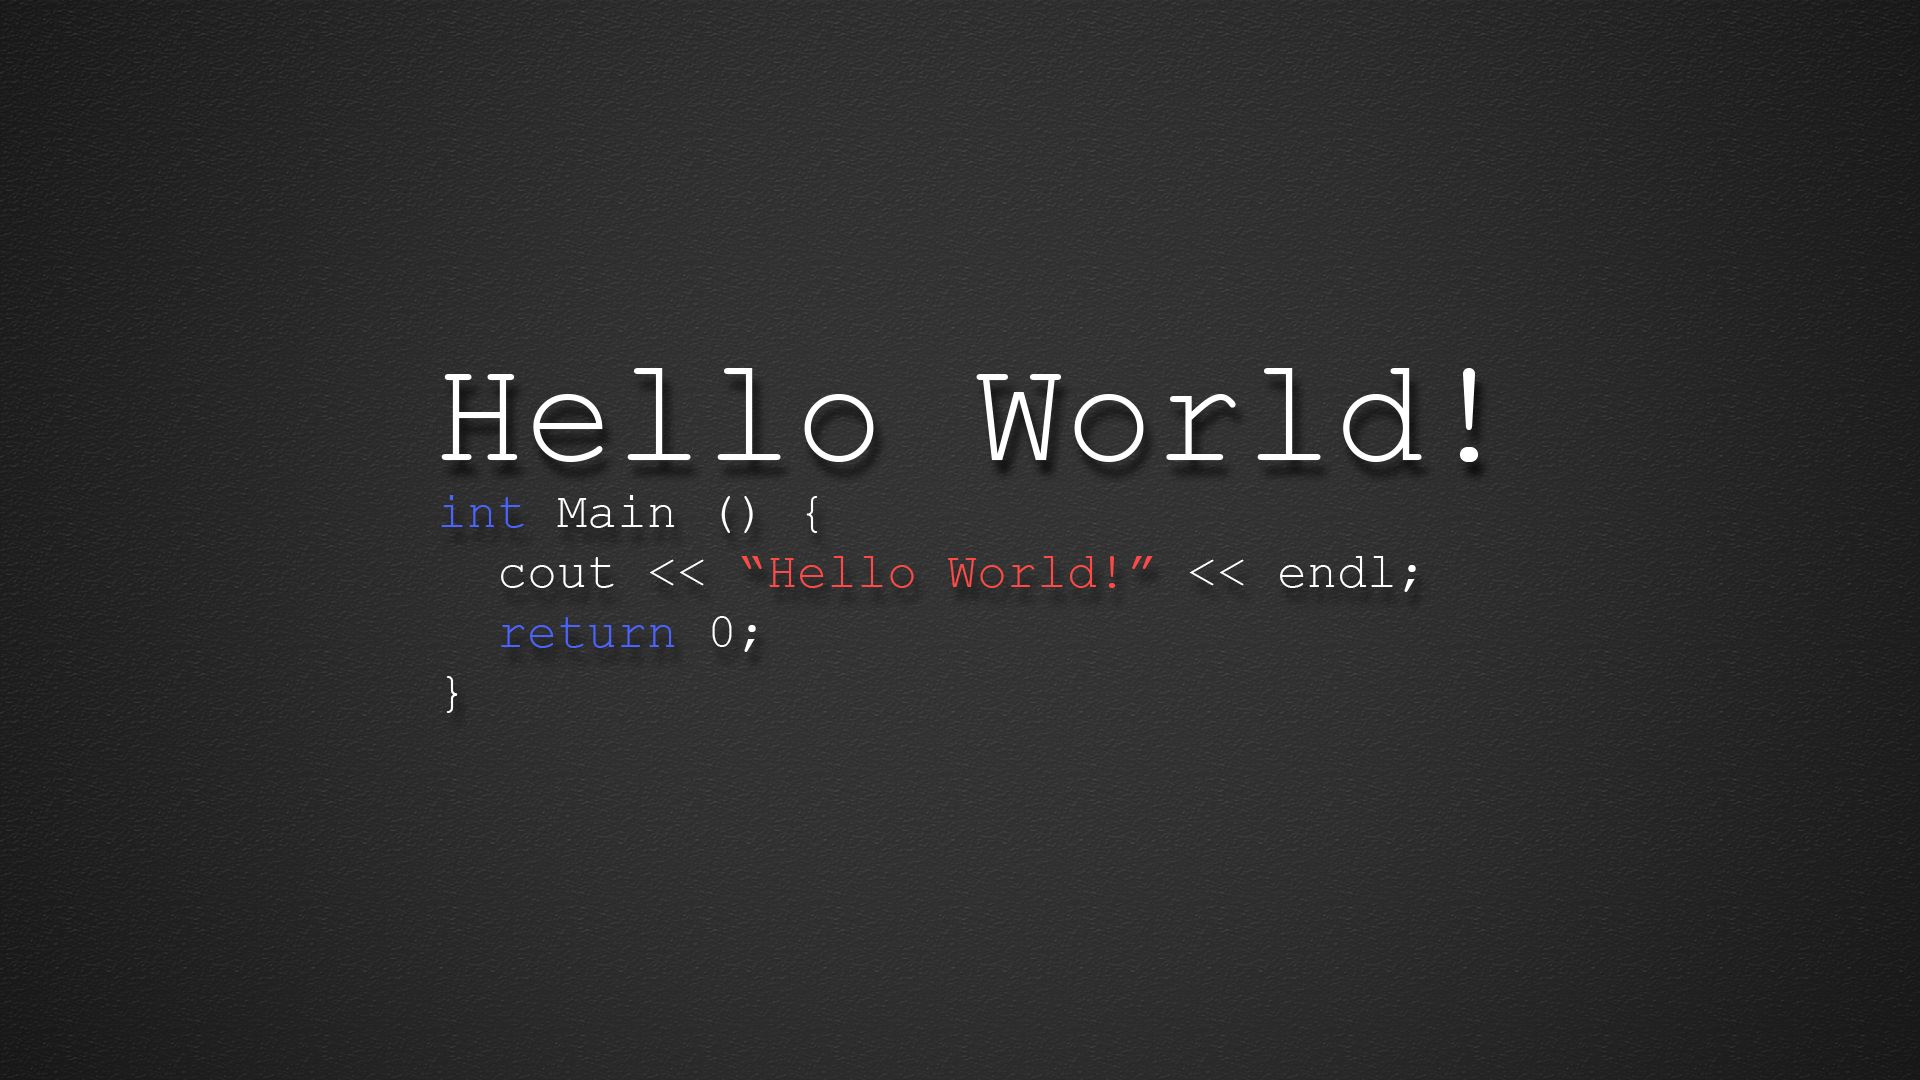 Hello World!
int Main () {
  cout << “Hello World!” << endl;
  return 0;
}